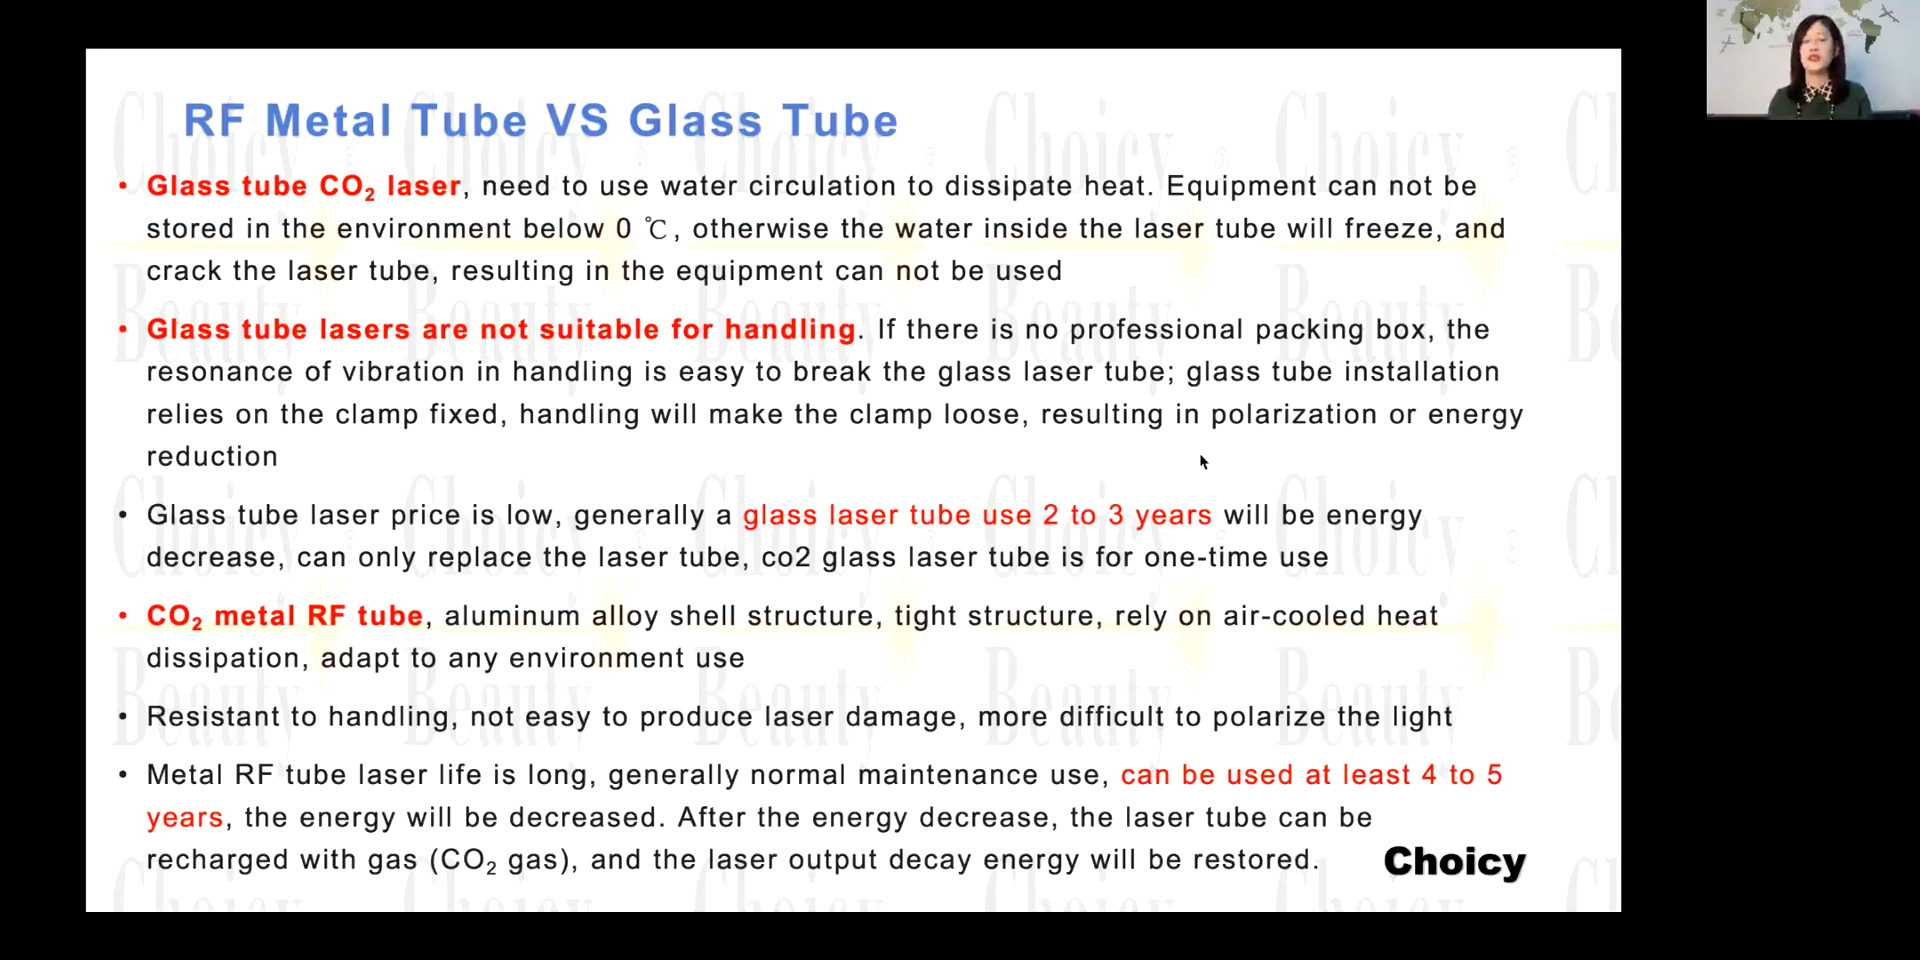 RF Metal Tube VS Glass Tube
• Glass tube CO₂ laser, need to use water circulation to dissipate heat. Equipment can not be
stored in the environment below 0 ℃, otherwise the water inside the laser tube will freeze, and
crack the laser tube, resulting in the equipment can not be used
• Glass tube lasers are not suitable for handling. If there is no professional packing box, the
resonance of vibration in handling is easy to break the glass laser tube; glass tube installation
relies on the clamp fixed, handling will make the clamp loose, resulting in polarization or energy
reduction
• Glass tube laser price is low, generally a glass laser tube use 2 to 3 years will be energy
decrease, can only replace the laser tube, co2 glass laser tube is for one-time use
• CO₂ metal RF tube, aluminum alloy shell structure, tight structure, rely on air-cooled heat
dissipation, adapt to any environment use
• Resistant to handling, not easy to produce laser damage, more difficult to polarize the light
• Metal RF tube laser life is long, generally normal maintenance use, can be used at least 4 to 5
years, the energy will be decreased. After the energy decrease, the laser tube can be
recharged with gas (CO₂ gas), and the laser output decay energy will be restored.
Choicy
Choicy Beauty